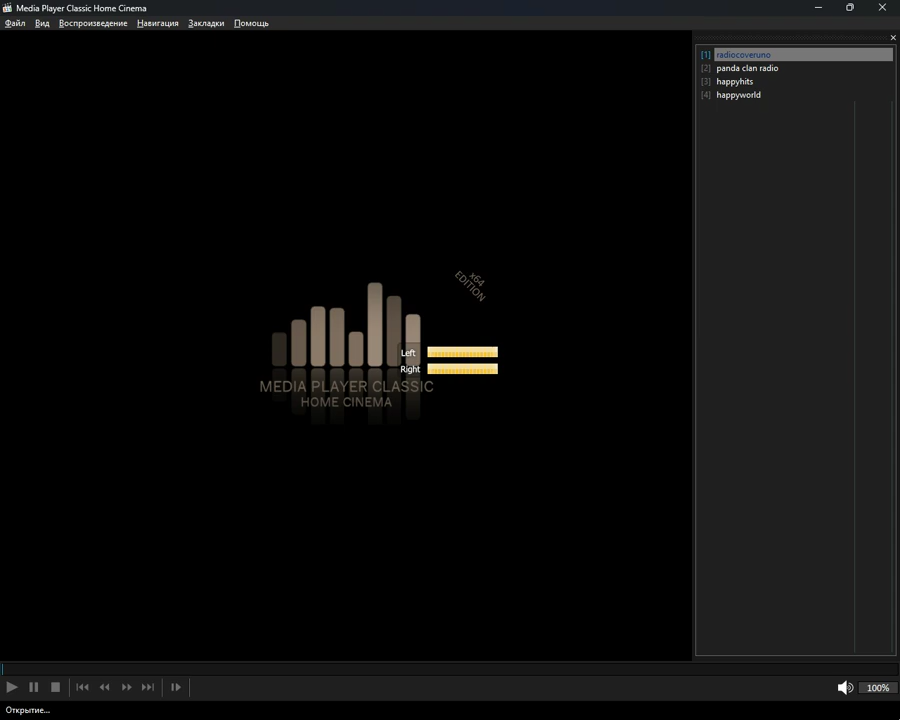 Media Player Classic Home Cinema
Файл Вид Воспроизведение Навигация Закладки Помощь
[1] radiocoveruno
[2] panda clan radio
[3] happyhits
[4] happyworld
x64
EDITION
Left
Right
MEDIA PLAYER CLASSIC
HOME CINEMA
100%
Открытие...